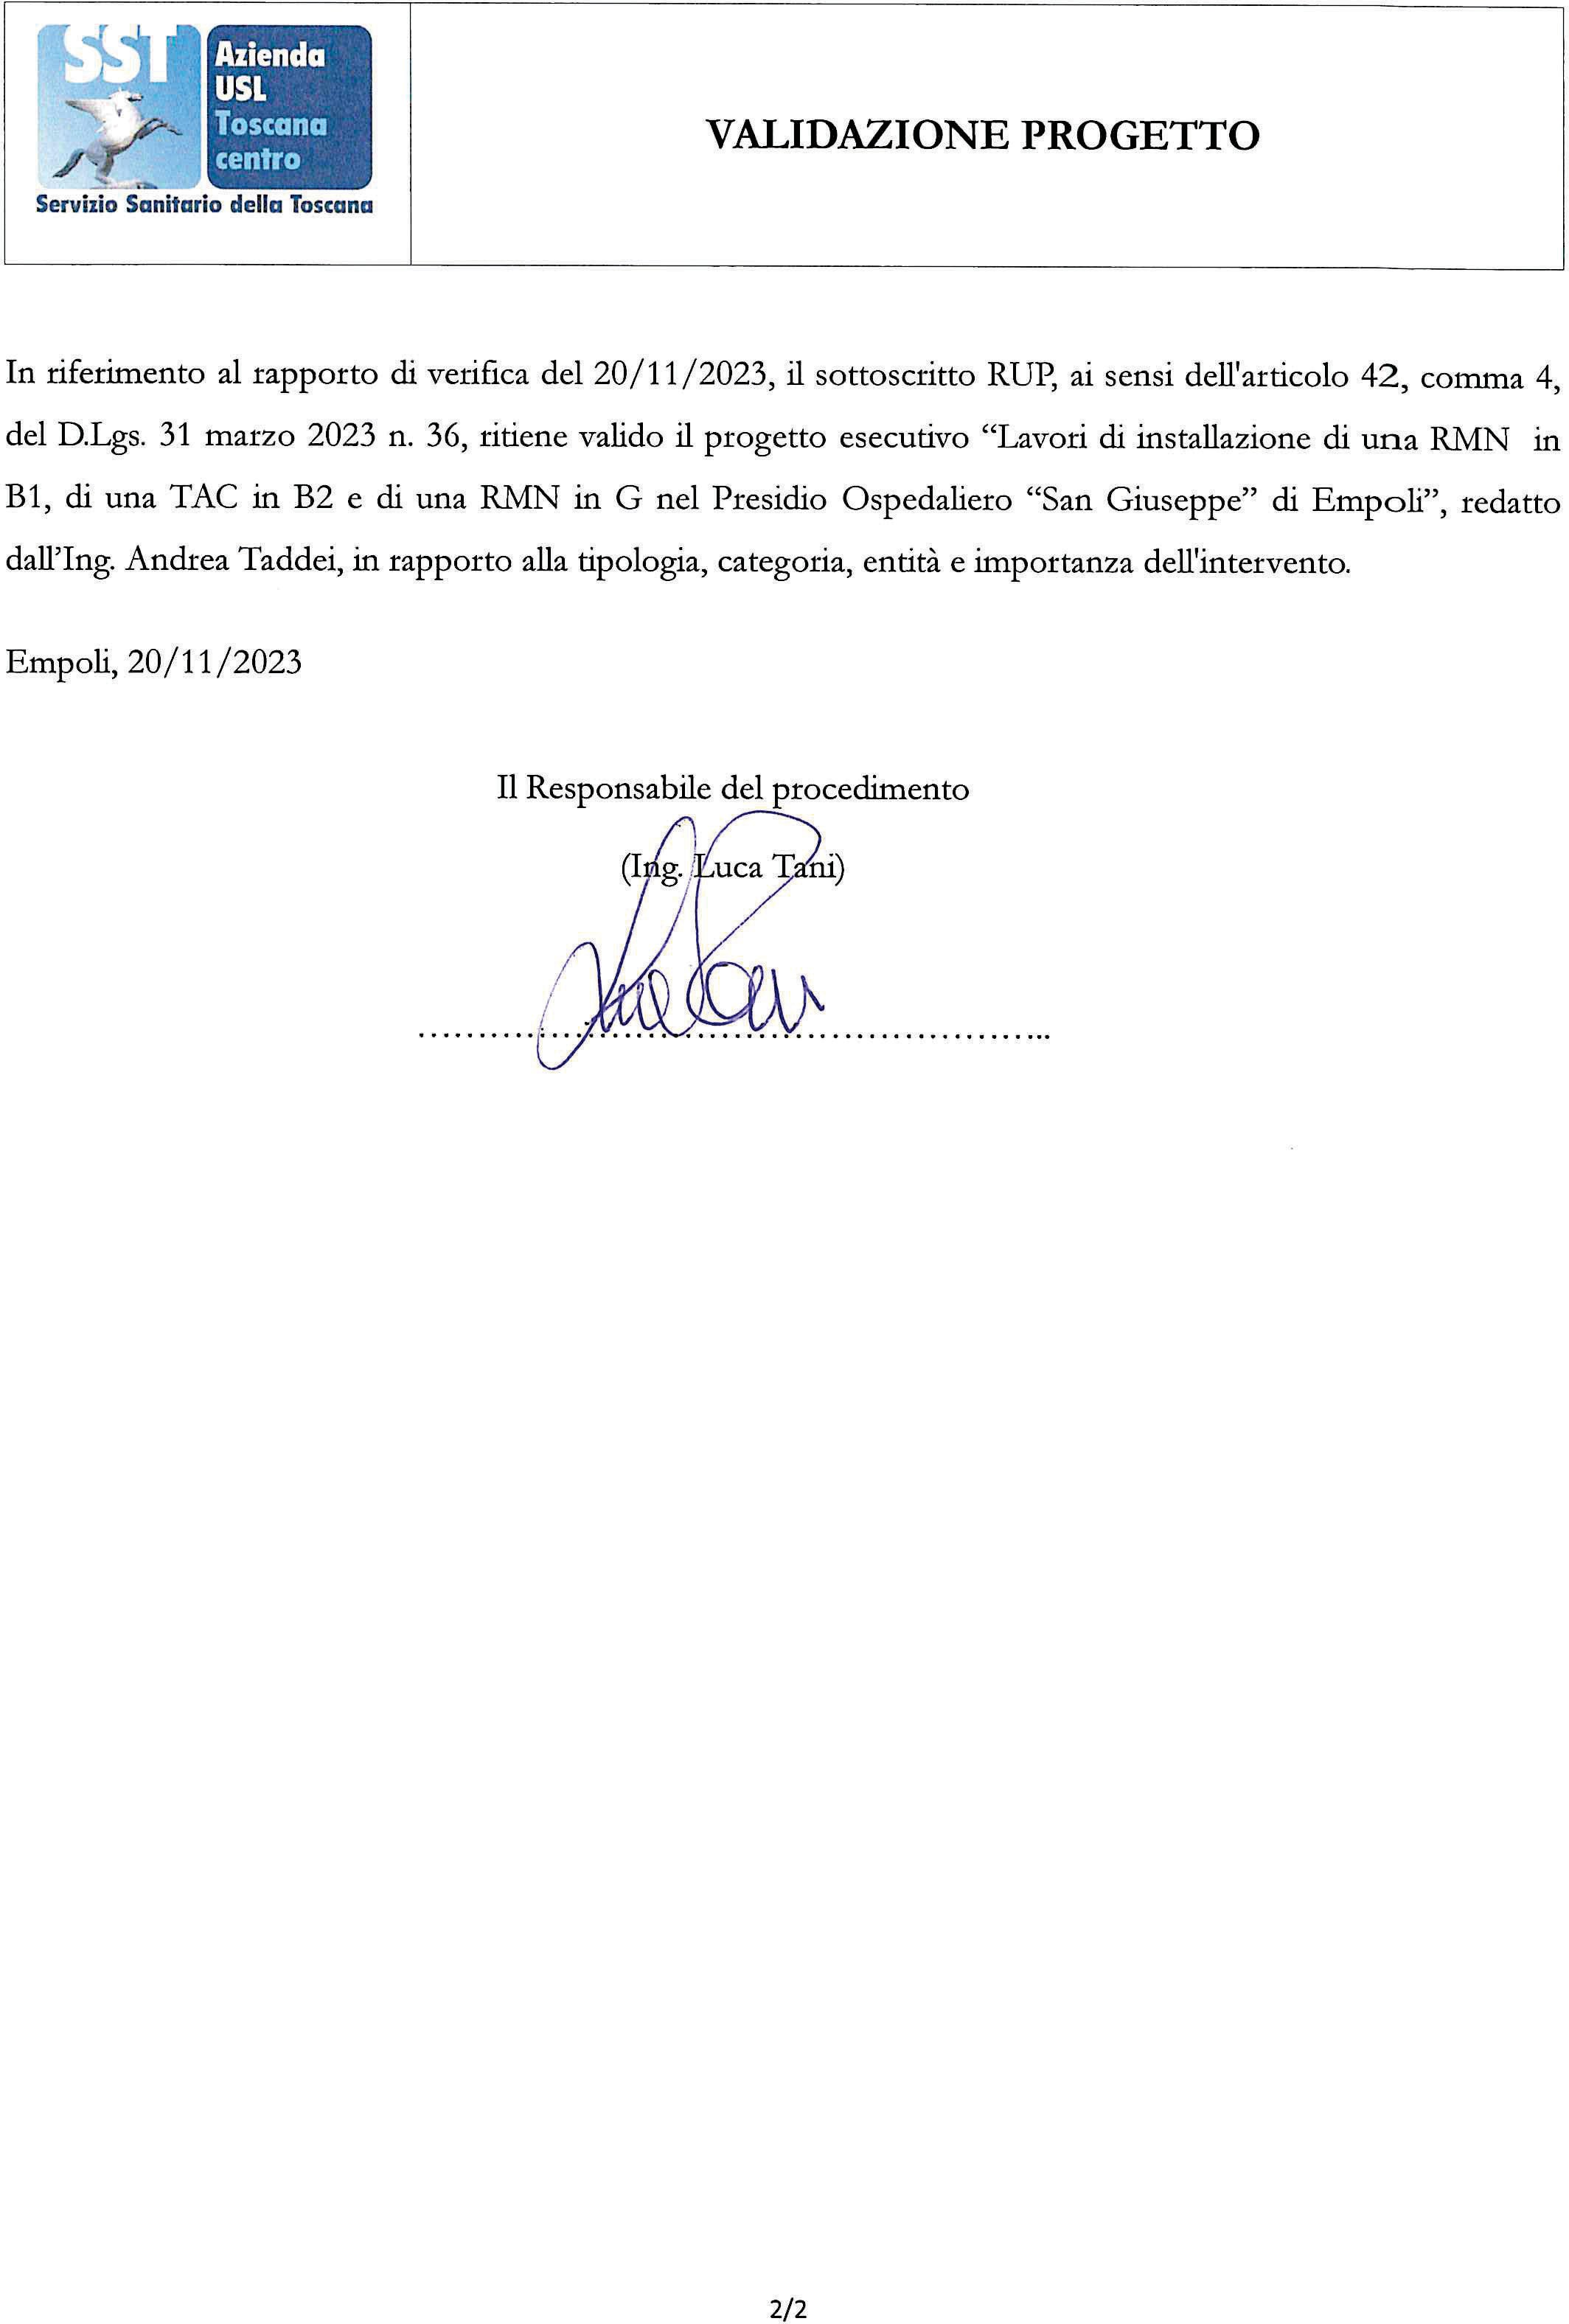 SST
Azienda
USL
Toscana
centro
Servizio Sanitario della Toscana
VALIDAZIONE PROGETTO
In riferimento al rapporto di verifica del 20/11/2023, il sottoscritto RUP, ai sensi dell'articolo 42, comma 4,
del D.Lgs. 31 marzo 2023 n. 36, ritiene valido il progetto esecutivo “Lavori di installazione di una RMN in
B1, di una TAC in B2 e di una RMN in G nel Presidio Ospedaliero “San Giuseppe” di Empoli”, redatto
dall’Ing. Andrea Taddei, in rapporto alla tipologia, categoria, entità e importanza dell'intervento.
Empoli, 20/11/2023
Il Responsabile del procedimento
(Ing. Luca Tani)
2/2